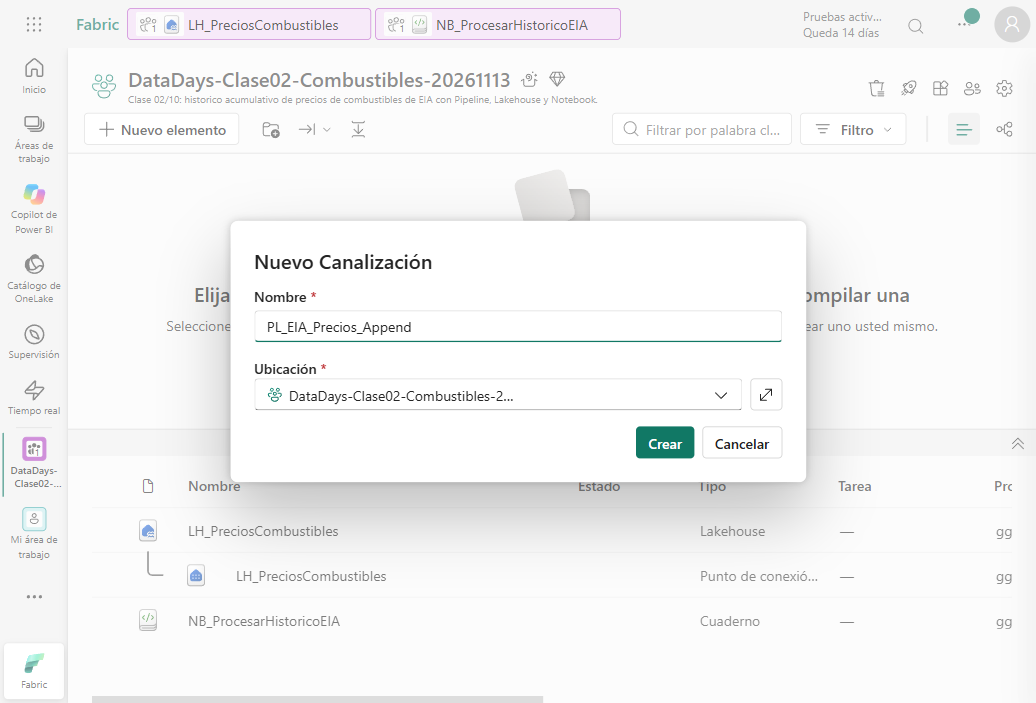 Fabric
LH_PreciosCombustibles
NB_ProcesarHistoricoEIA
Pruebas activ...
Queda 14 días
Inicio
Áreas de
trabajo
Copilot de
Power BI
Catálogo de
OneLake
Supervisión
Tiempo real
DataDays-
Clase02-...
Mi área de
trabajo
Fabric
DataDays-Clase02-Combustibles-20261113
Clase 02/10: historico acumulativo de precios de combustibles de EIA con Pipeline, Lakehouse y Notebook.
Nuevo elemento
Filtrar por palabra cl...
Filtro
Elija
ompilar una
Seleccione
ear uno usted mismo.
Nuevo Canalización
Nombre *
PL_EIA_Precios_Append
Ubicación *
DataDays-Clase02-Combustibles-2...
Crear
Cancelar
Nombre
Estado
Tipo
Tarea
Pro
LH_PreciosCombustibles
Lakehouse
—
gg
LH_PreciosCombustibles
Punto de conexió...
—
gg
NB_ProcesarHistoricoEIA
Cuaderno
—
gg